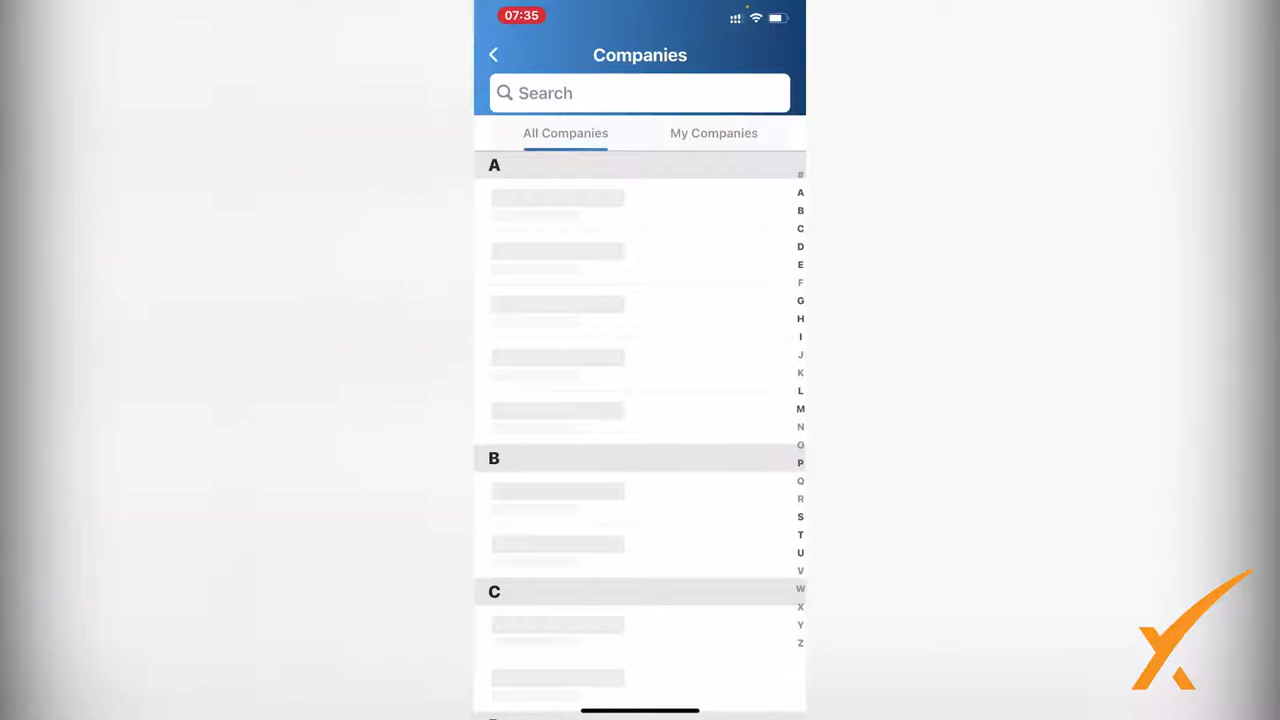 07:35
Companies
Search
All Companies
My Companies
A
B
C
#
A
B
C
D
E
F
G
H
I
J
K
L
M
N
O
P
Q
R
S
T
U
V
W
X
Y
Z